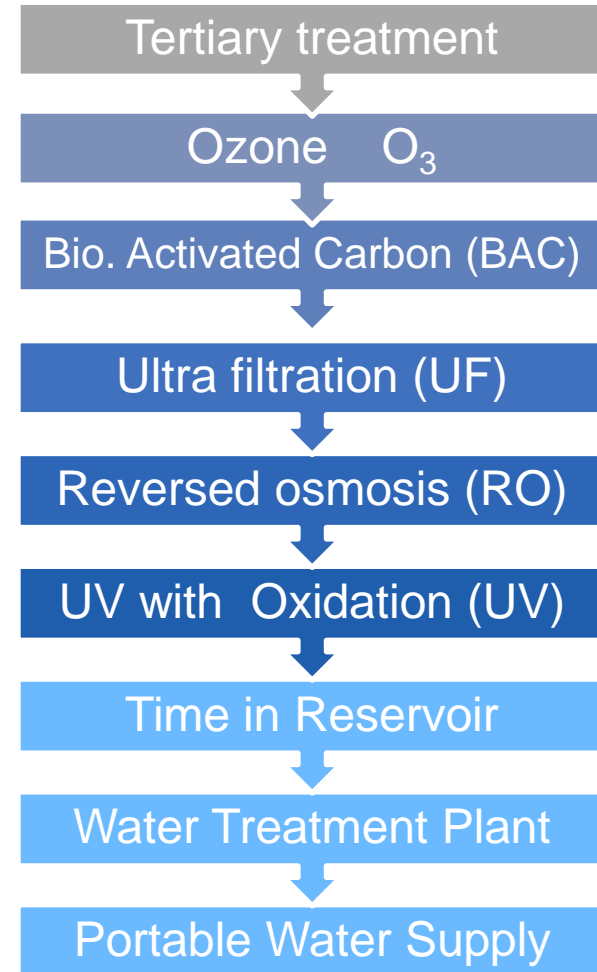 Tertiary treatment
Ozone O₃
Bio. Activated Carbon (BAC)
Ultra filtration (UF)
Reversed osmosis (RO)
UV with Oxidation (UV)
Time in Reservoir
Water Treatment Plant
Portable Water Supply